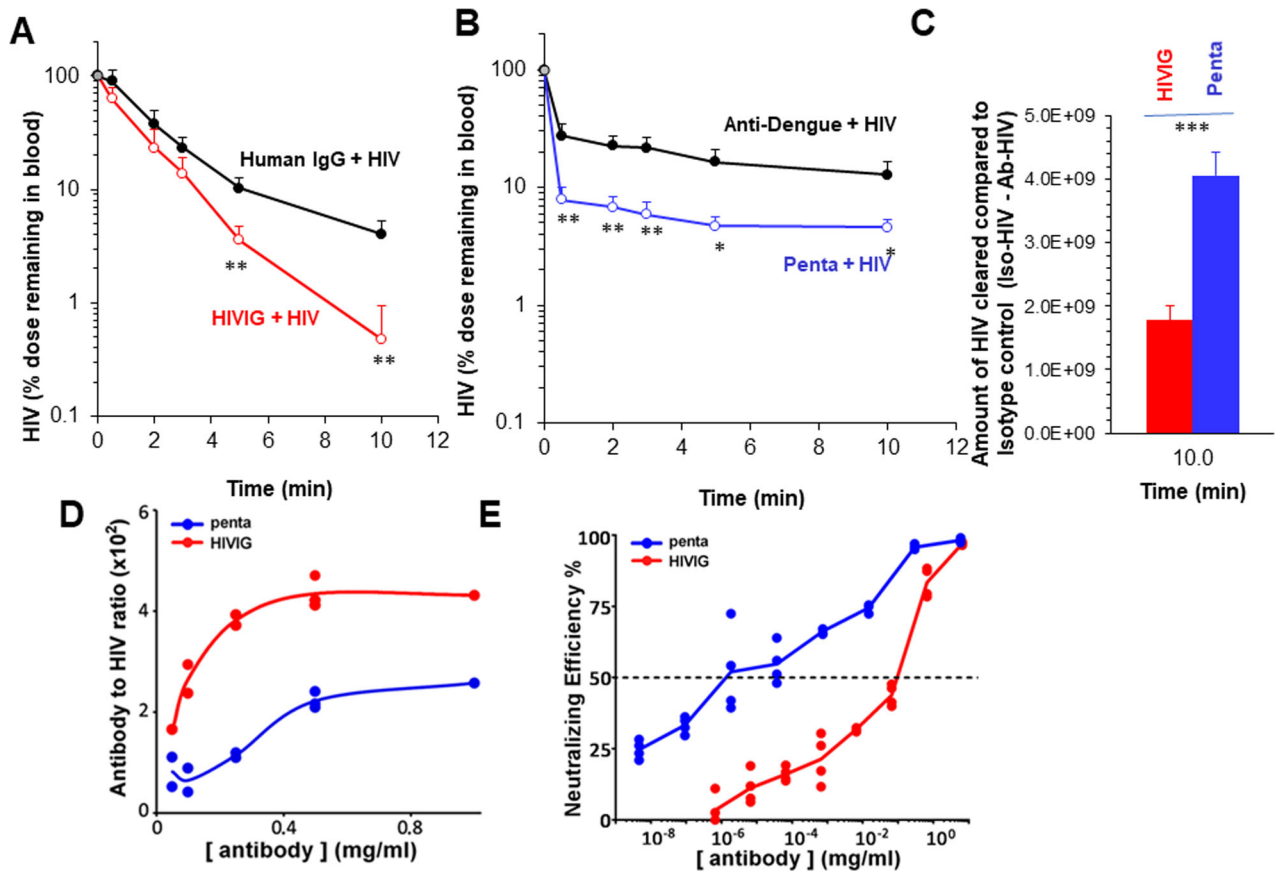 A
HIV (% dose remaining in blood)
100
10
1
0.1
Human IgG + HIV
HIVIG + HIV
**
**
0 2 4 6 8 10 12
Time (min)
B
HIV (% dose remaining in blood)
100
10
1
0.1
Anti-Dengue + HIV
Penta + HIV
** ** ** * *
0 2 4 6 8 10 12
Time (min)
C
HIVIG
Penta
***
Amount of HIV cleared compared to
Isotype control (Iso-HIV - Ab-HIV)
5.0E+09
4.0E+09
3.0E+09
2.0E+09
1.0E+09
0.0E+00
10.0
Time (min)
D
penta
HIVIG
Antibody to HIV ratio (x10²)
6
4
2
0
0 0.4 0.8
[ antibody ] (mg/ml)
E
penta
HIVIG
Neutralizing Efficiency %
100
75
50
25
0
10⁻⁸ 10⁻⁶ 10⁻⁴ 10⁻² 10⁰
[ antibody ] (mg/ml)